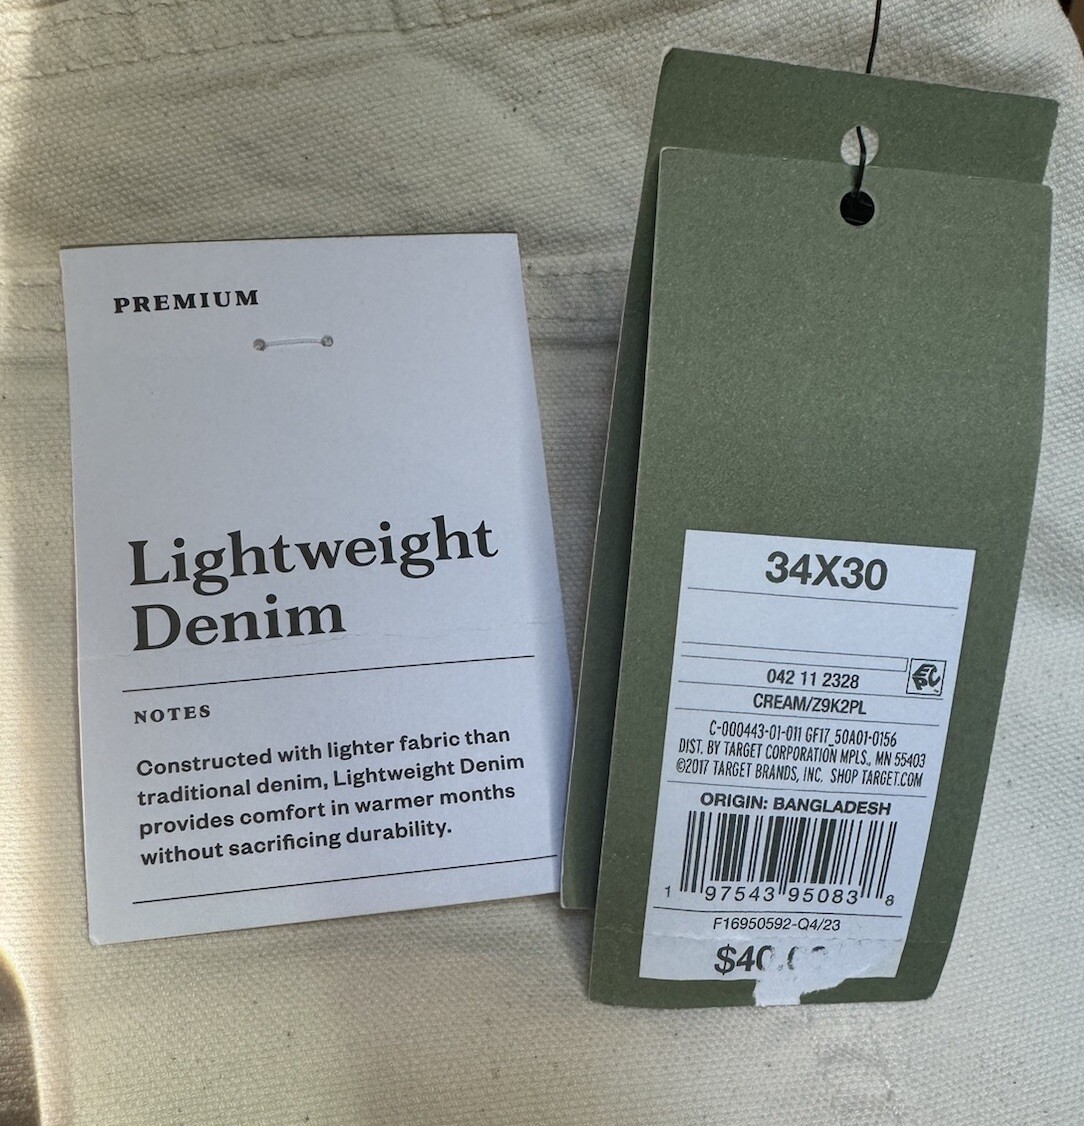 PREMIUM
Lightweight
Denim
NOTES
Constructed with lighter fabric than
traditional denim, Lightweight Denim
provides comfort in warmer months
without sacrificing durability.
34X30
042 11 2328
EPC
CREAM/Z9K2PL
C-000443-01-011 GF17_50A01-0156
DIST. BY TARGET CORPORATION MPLS., MN 55403
©2017 TARGET BRANDS, INC. SHOP TARGET.COM
ORIGIN: BANGLADESH
1 97543 95083 8
F16950592-Q4/23